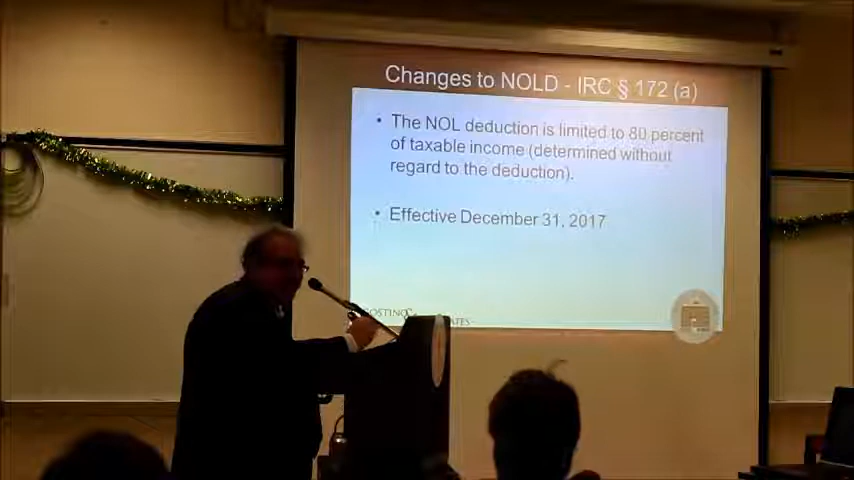 Changes to NOLD - IRC § 172 (a)
• The NOL deduction is limited to 80 percent
of taxable income (determined without
regard to the deduction).
• Effective December 31, 2017